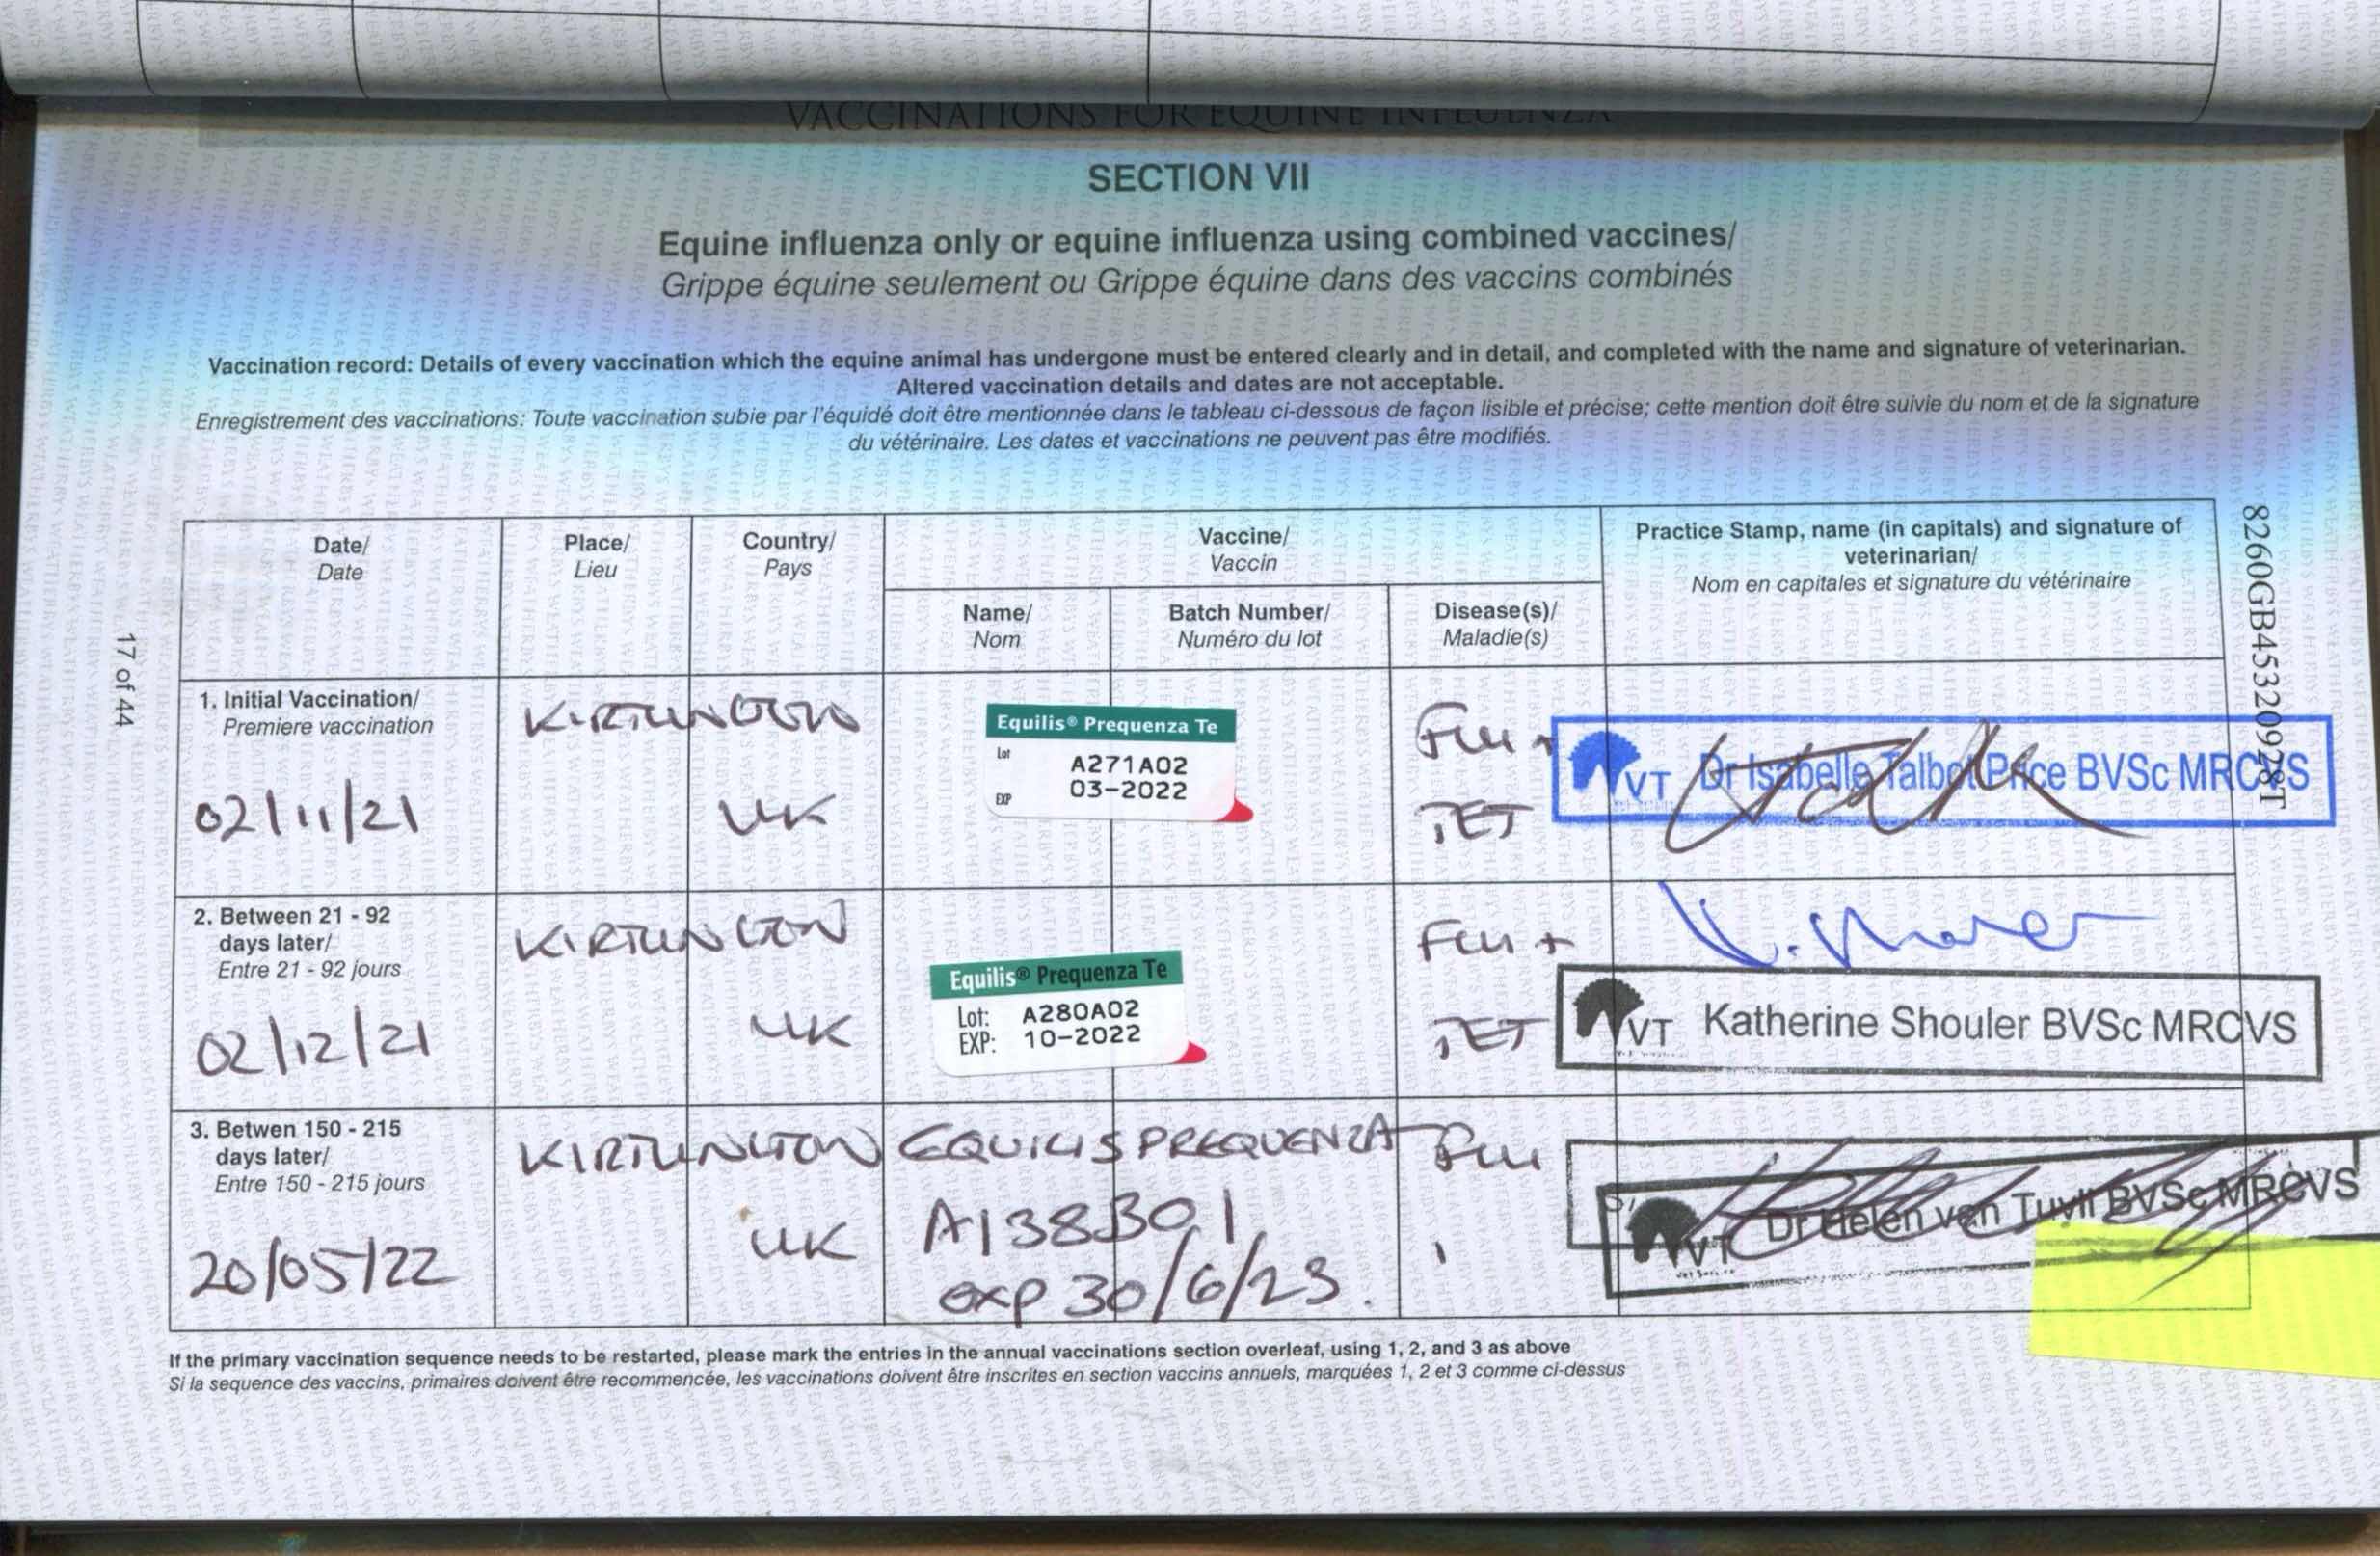 VACCINATIONS FOR EQUINE INFLUENZA
SECTION VII
Equine influenza only or equine influenza using combined vaccines/
Grippe équine seulement ou Grippe équine dans des vaccins combinés
Vaccination record: Details of every vaccination which the equine animal has undergone must be entered clearly and in detail, and completed with the name and signature of veterinarian.
Altered vaccination details and dates are not acceptable.
Enregistrement des vaccinations: Toute vaccination subie par l'équidé doit être mentionnée dans le tableau ci-dessous de façon lisible et précise; cette mention doit être suivie du nom et de la signature
du vétérinaire. Les dates et vaccinations ne peuvent pas être modifiés.
Date/
Date
Place/
Lieu
Country/
Pays
Vaccine/
Vaccin
Name/
Nom
Batch Number/
Numéro du lot
Disease(s)/
Maladie(s)
Practice Stamp, name (in capitals) and signature of
veterinarian/
Nom en capitales et signature du vétérinaire
8260GB45320928T
17 of 44
1. Initial Vaccination/
Premiere vaccination
02/11/21
KIRTLINGTON
UK
Equilis® Prequenza Te
Lot
A271A02
EXP
03-2022
Flu +
TET
VT Dr Isabelle Talbot Price BVSc MRCVS
2. Between 21 - 92
days later/
Entre 21 - 92 jours
02/12/21
KIRTLINGTON
UK
Equilis® Prequenza Te
Lot: A280A02
EXP: 10-2022
Flu +
TET
VT Katherine Shouler BVSc MRCVS
3. Betwen 150 - 215
days later/
Entre 150 - 215 jours
20/05/22
KIRTLINGTON
UK
EQUILIS PREQUENZA
A138B01
exp 30/6/23.
Flu
VT Dr Helen van Tuyll BVSc MRCVS
If the primary vaccination sequence needs to be restarted, please mark the entries in the annual vaccinations section overleaf, using 1, 2, and 3 as above
Si la sequence des vaccins, primaires doivent être recommencée, les vaccinations doivent être inscrites en section vaccins annuels, marquées 1, 2 et 3 comme ci-dessus